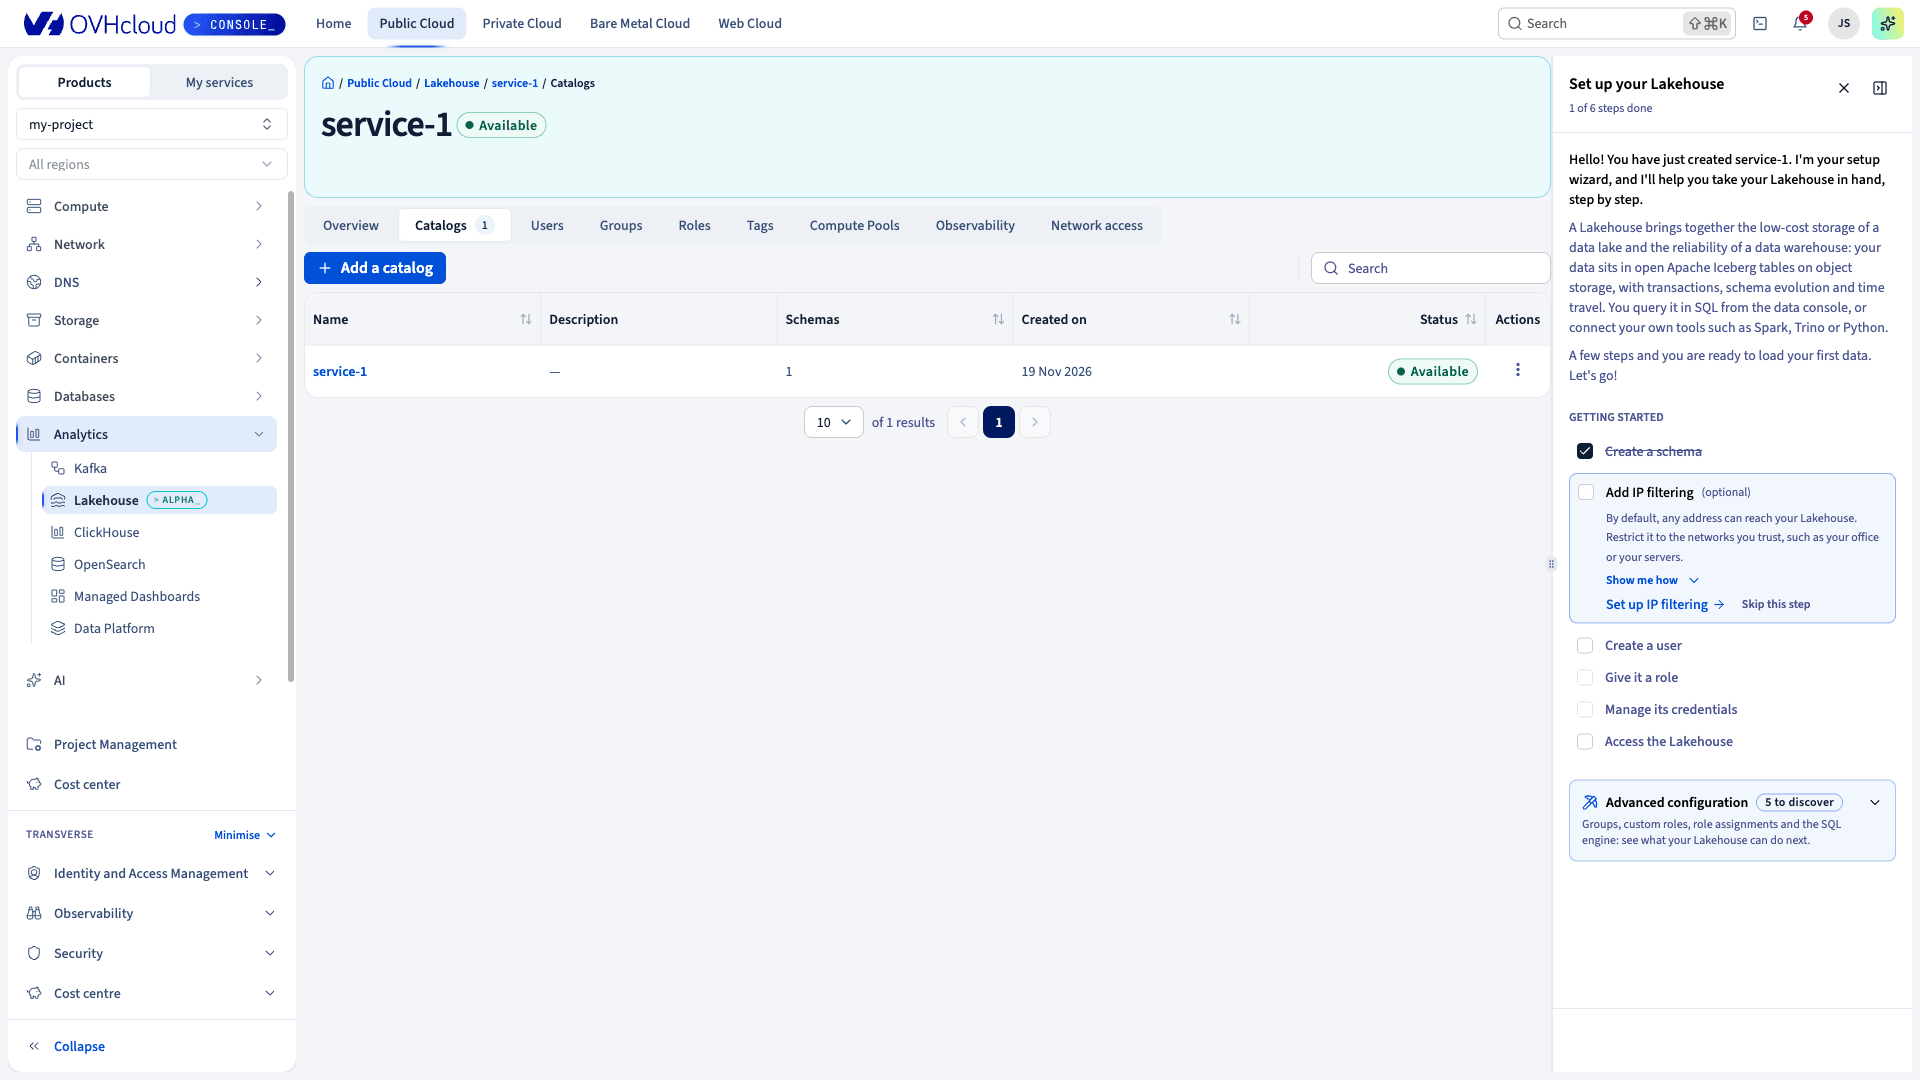 OVHcloud > CONSOLE_
Home
Public Cloud
Private Cloud
Bare Metal Cloud
Web Cloud
Search
⇧⌘K
5
JS
Products
My services
my-project
All regions
Compute
Network
DNS
Storage
Containers
Databases
Analytics
Kafka
Lakehouse > ALPHA_
ClickHouse
OpenSearch
Managed Dashboards
Data Platform
AI
Project Management
Cost center
TRANSVERSE
Minimise
Identity and Access Management
Observability
Security
Cost centre
Collapse
/ Public Cloud / Lakehouse / service-1 / Catalogs
service-1
Available
Overview
Catalogs 1
Users
Groups
Roles
Tags
Compute Pools
Observability
Network access
+ Add a catalog
Search
Name
Description
Schemas
Created on
Status
Actions
service-1
—
1
19 Nov 2026
Available
10
of 1 results
1
Set up your Lakehouse
1 of 6 steps done
Hello! You have just created service-1. I'm your setup
wizard, and I'll help you take your Lakehouse in hand,
step by step.
A Lakehouse brings together the low-cost storage of a
data lake and the reliability of a data warehouse: your
data sits in open Apache Iceberg tables on object
storage, with transactions, schema evolution and time
travel. You query it in SQL from the data console, or
connect your own tools such as Spark, Trino or Python.
A few steps and you are ready to load your first data.
Let's go!
GETTING STARTED
Create a schema
Add IP filtering (optional)
By default, any address can reach your Lakehouse.
Restrict it to the networks you trust, such as your office
or your servers.
Show me how
Set up IP filtering →
Skip this step
Create a user
Give it a role
Manage its credentials
Access the Lakehouse
Advanced configuration
5 to discover
Groups, custom roles, role assignments and the SQL
engine: see what your Lakehouse can do next.